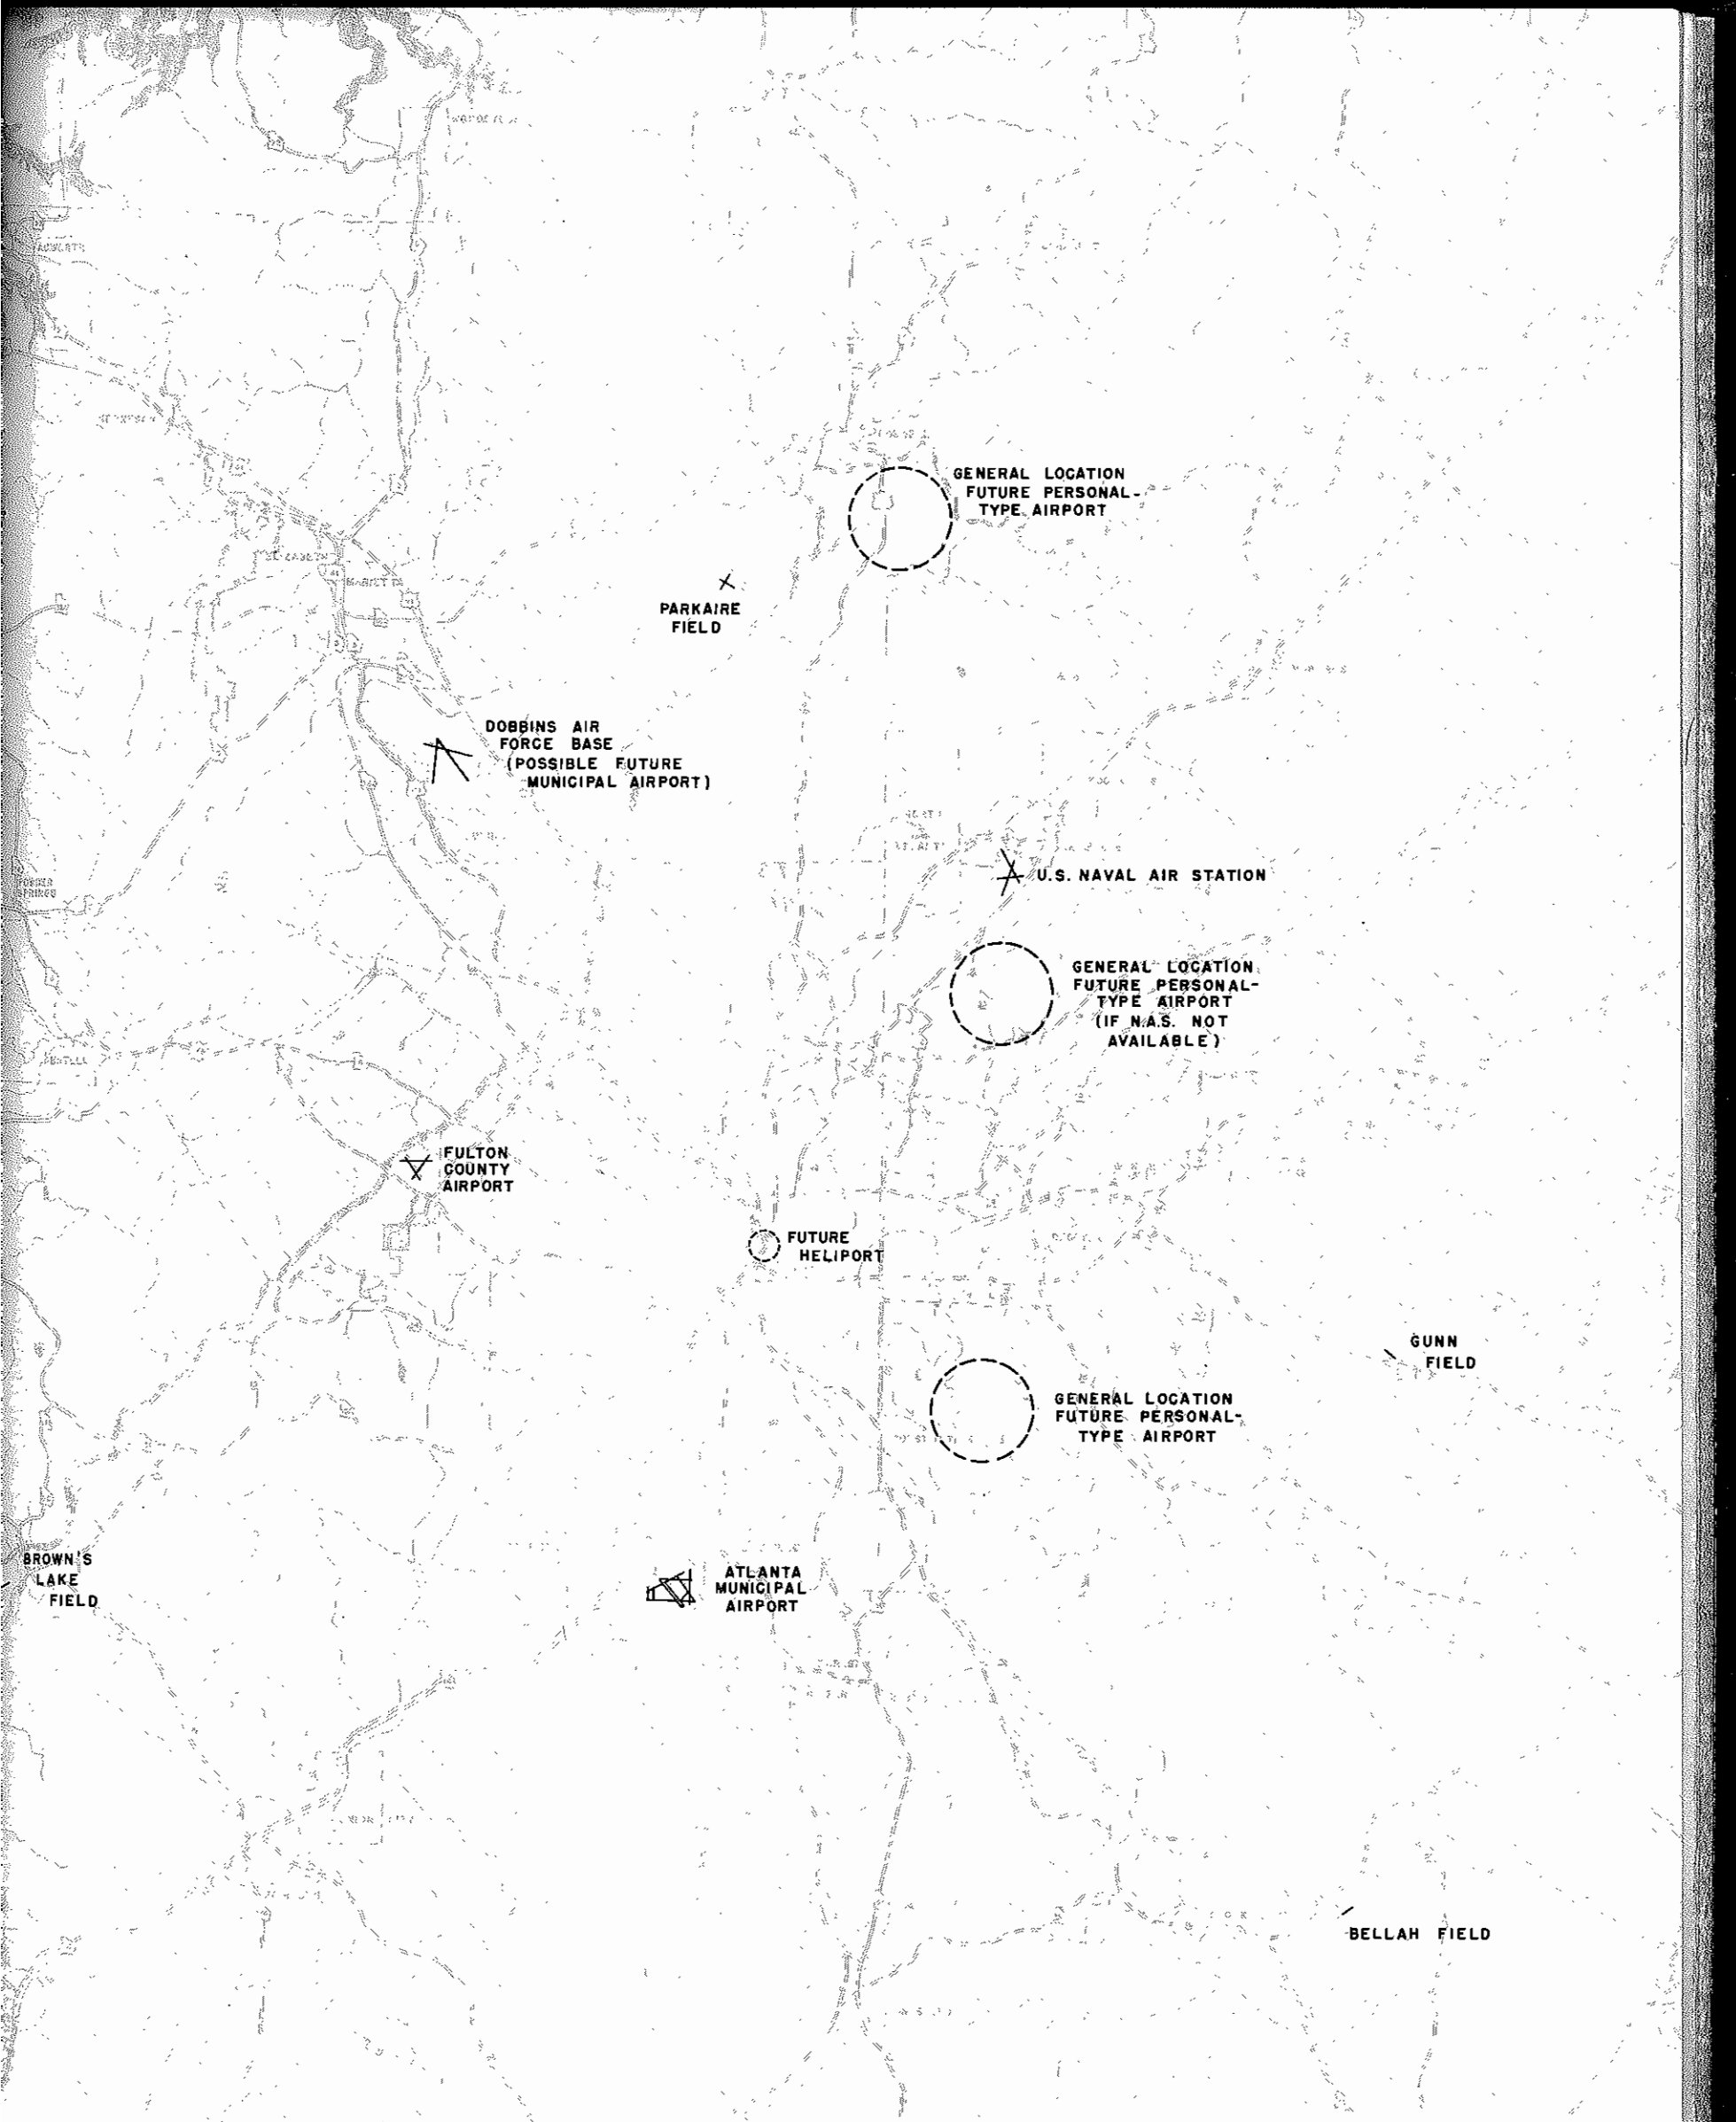 GENERAL LOCATION
FUTURE PERSONAL-
TYPE AIRPORT
PARKAIRE
FIELD
MARIETTA
DOBBINS AIR
FORCE BASE
(POSSIBLE FUTURE
MUNICIPAL AIRPORT)
U.S. NAVAL AIR STATION
GENERAL LOCATION
FUTURE PERSONAL-
TYPE AIRPORT
(IF N.A.S. NOT
AVAILABLE)
FULTON
COUNTY
AIRPORT
FUTURE
HELIPORT
GUNN
FIELD
GENERAL LOCATION
FUTURE PERSONAL-
TYPE AIRPORT
BROWN'S
LAKE
FIELD
ATLANTA
MUNICIPAL
AIRPORT
BELLAH FIELD